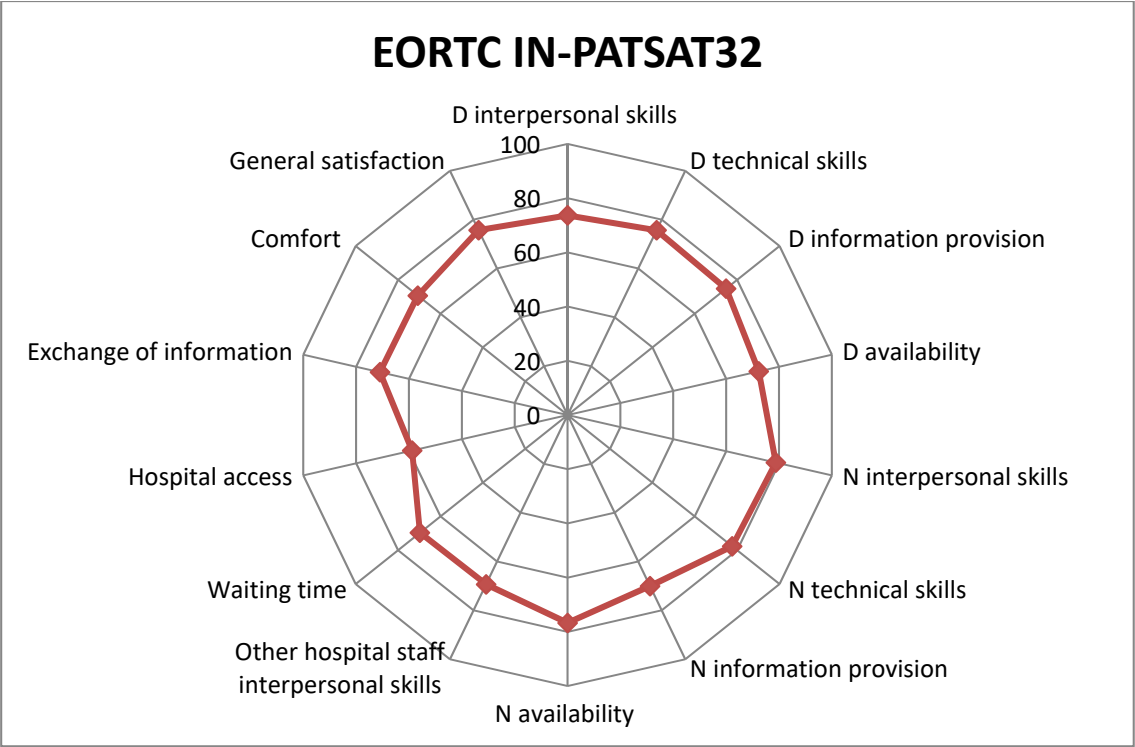 EORTC IN-PATSAT32
D interpersonal skills
100
General satisfaction
D technical skills
80
Comfort
D information provision
60
40
Exchange of information
D availability
20
0
Hospital access
N interpersonal skills
Waiting time
N technical skills
Other hospital staff
interpersonal skills
N information provision
N availability